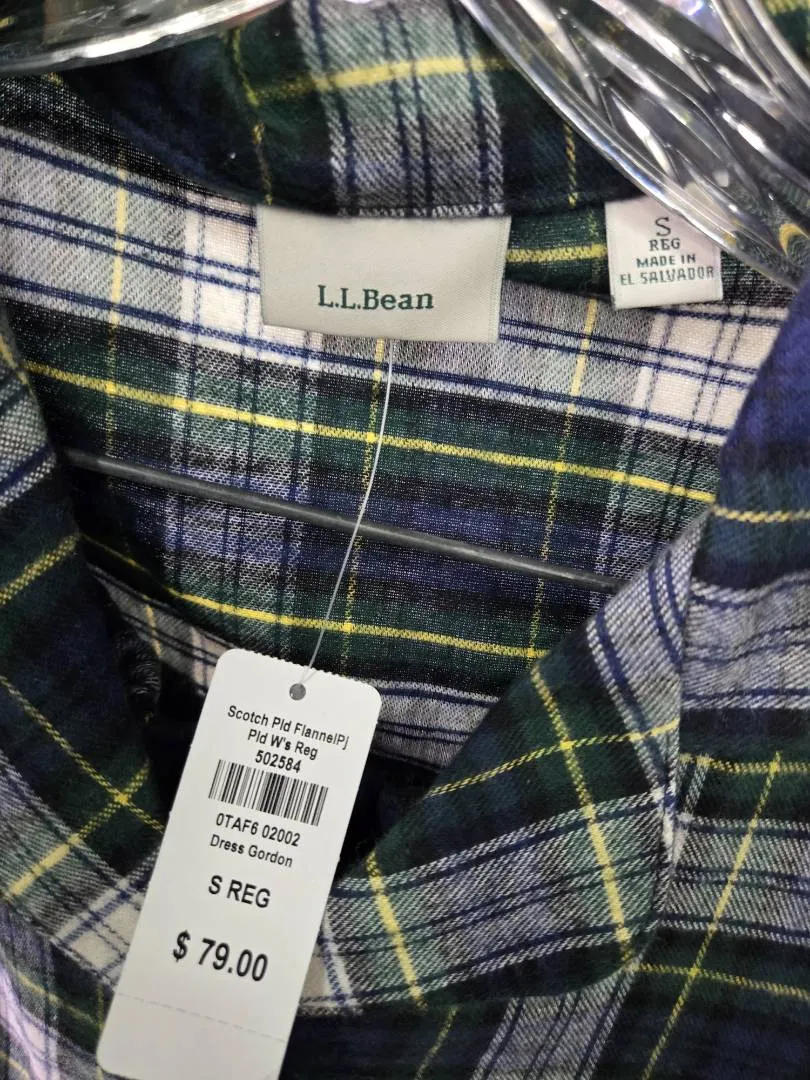 L.L.Bean
S
REG
MADE IN
EL SALVADOR
Scotch Pld FlannelPj
Pld W's Reg
502584
0TAF6 02002
Dress Gordon
S REG
$ 79.00